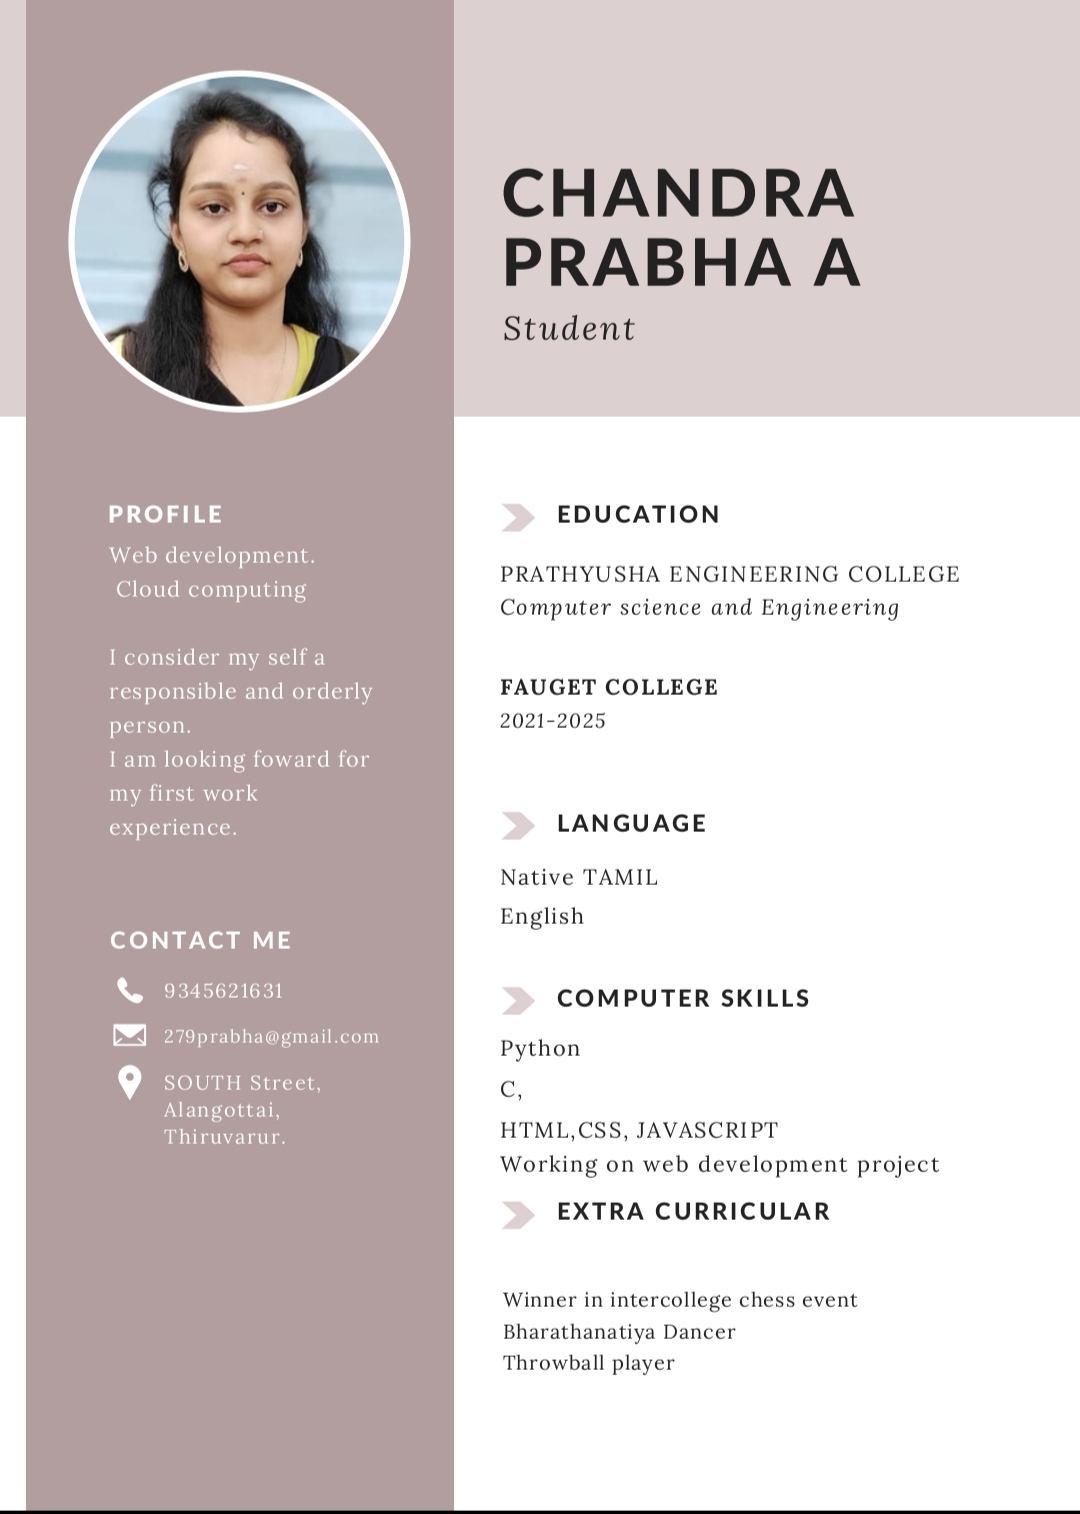 CHANDRA
PRABHA A
Student
PROFILE
Web development.
Cloud computing
I consider my self a
responsible and orderly
person.
I am looking foward for
my first work
experience.
CONTACT ME
9345621631
279prabha@gmail.com
SOUTH Street,
Alangottai,
Thiruvarur.
EDUCATION
PRATHYUSHA ENGINEERING COLLEGE
Computer science and Engineering
FAUGET COLLEGE
2021-2025
LANGUAGE
Native TAMIL
English
COMPUTER SKILLS
Python
C,
HTML,CSS, JAVASCRIPT
Working on web development project
EXTRA CURRICULAR
Winner in intercollege chess event
Bharathanatiya Dancer
Throwball player